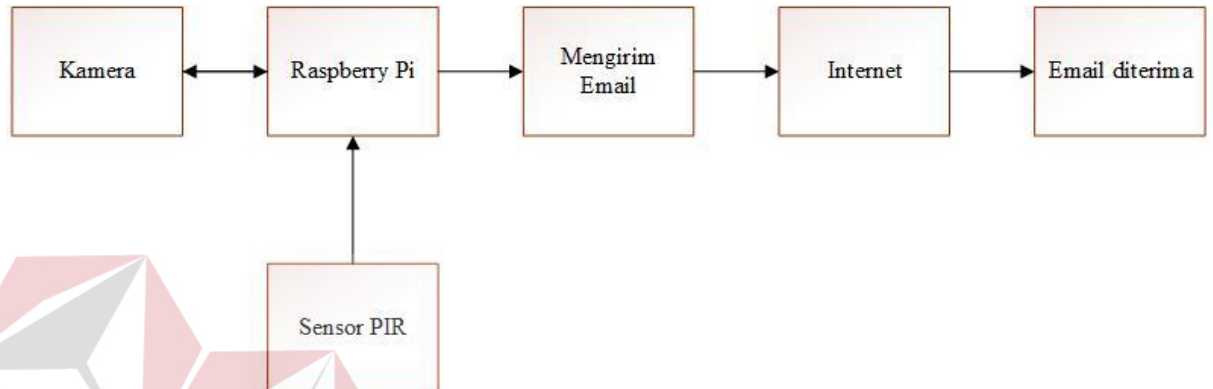 Kamera
Raspberry Pi
Mengirim
Email
Internet
Email diterima
Sensor PIR